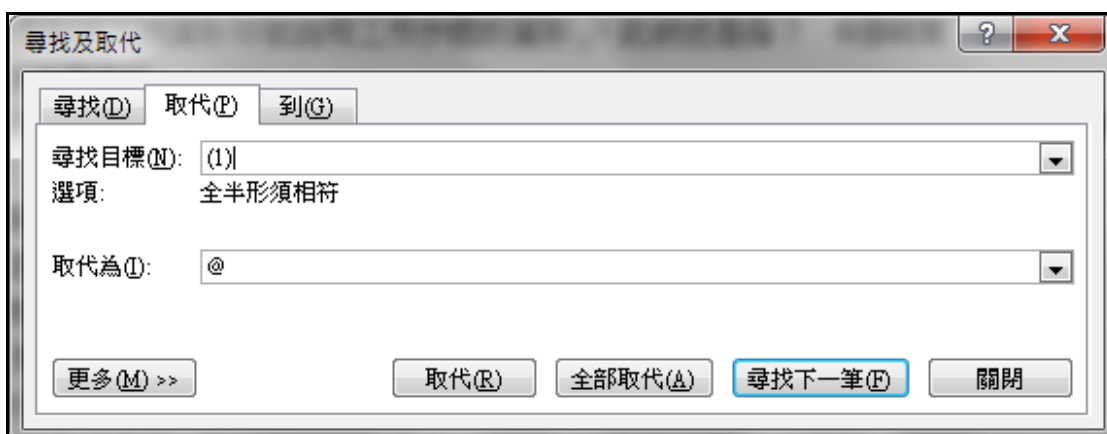 尋找及取代
尋找(D) 取代(P) 到(G)
尋找目標(N): (1)
選項: 全半形須相符
取代為(I): @
更多(M) >> 取代(R) 全部取代(A) 尋找下一筆(F) 關閉